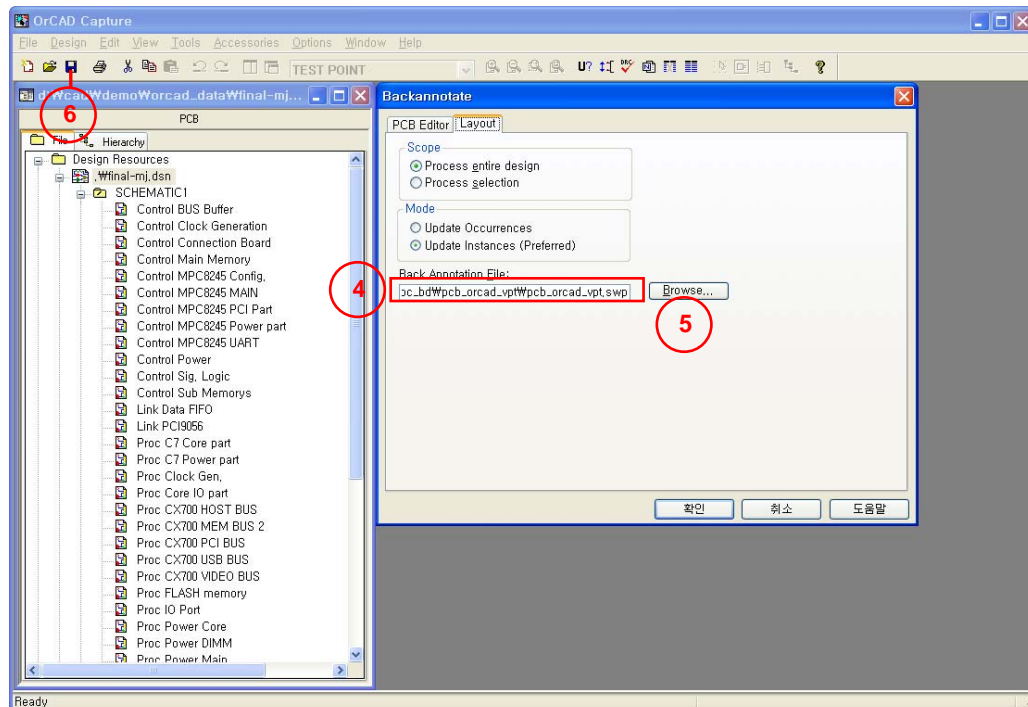 OrCAD Capture
File Design Edit View Tools Accessories Options Window Help
TEST POINT
U?
6
PCB
File Hierarchy
Design Resources
.₩final-mj.dsn
SCHEMATIC1
Control BUS Buffer
Control Clock Generation
Control Connection Board
Control Main Memory
Control MPC8245 Config,
Control MPC8245 MAIN
Control MPC8245 PCI Part
Control MPC8245 Power part
Control MPC8245 UART
Control Power
Control Sig, Logic
Control Sub Memorys
Link Data FIFO
Link PCI9056
Proc C7 Core part
Proc C7 Power part
Proc Clock Gen,
Proc Core IO part
Proc CX700 HOST BUS
Proc CX700 MEM BUS 2
Proc CX700 PCI BUS
Proc CX700 USB BUS
Proc CX700 VIDEO BUS
Proc FLASH memory
Proc IO Port
Proc Power Core
Proc Power DIMM
Proc Power Main
Backannotate
PCB Editor Layout
Scope
Process entire design
Process selection
Mode
Update Occurrences
Update Instances (Preferred)
Back Annotation File:
4
oc_bd₩pcb_orcad_vpt₩pcb_orcad_vpt,swp
Browse...
5
확인 취소 도움말
Ready